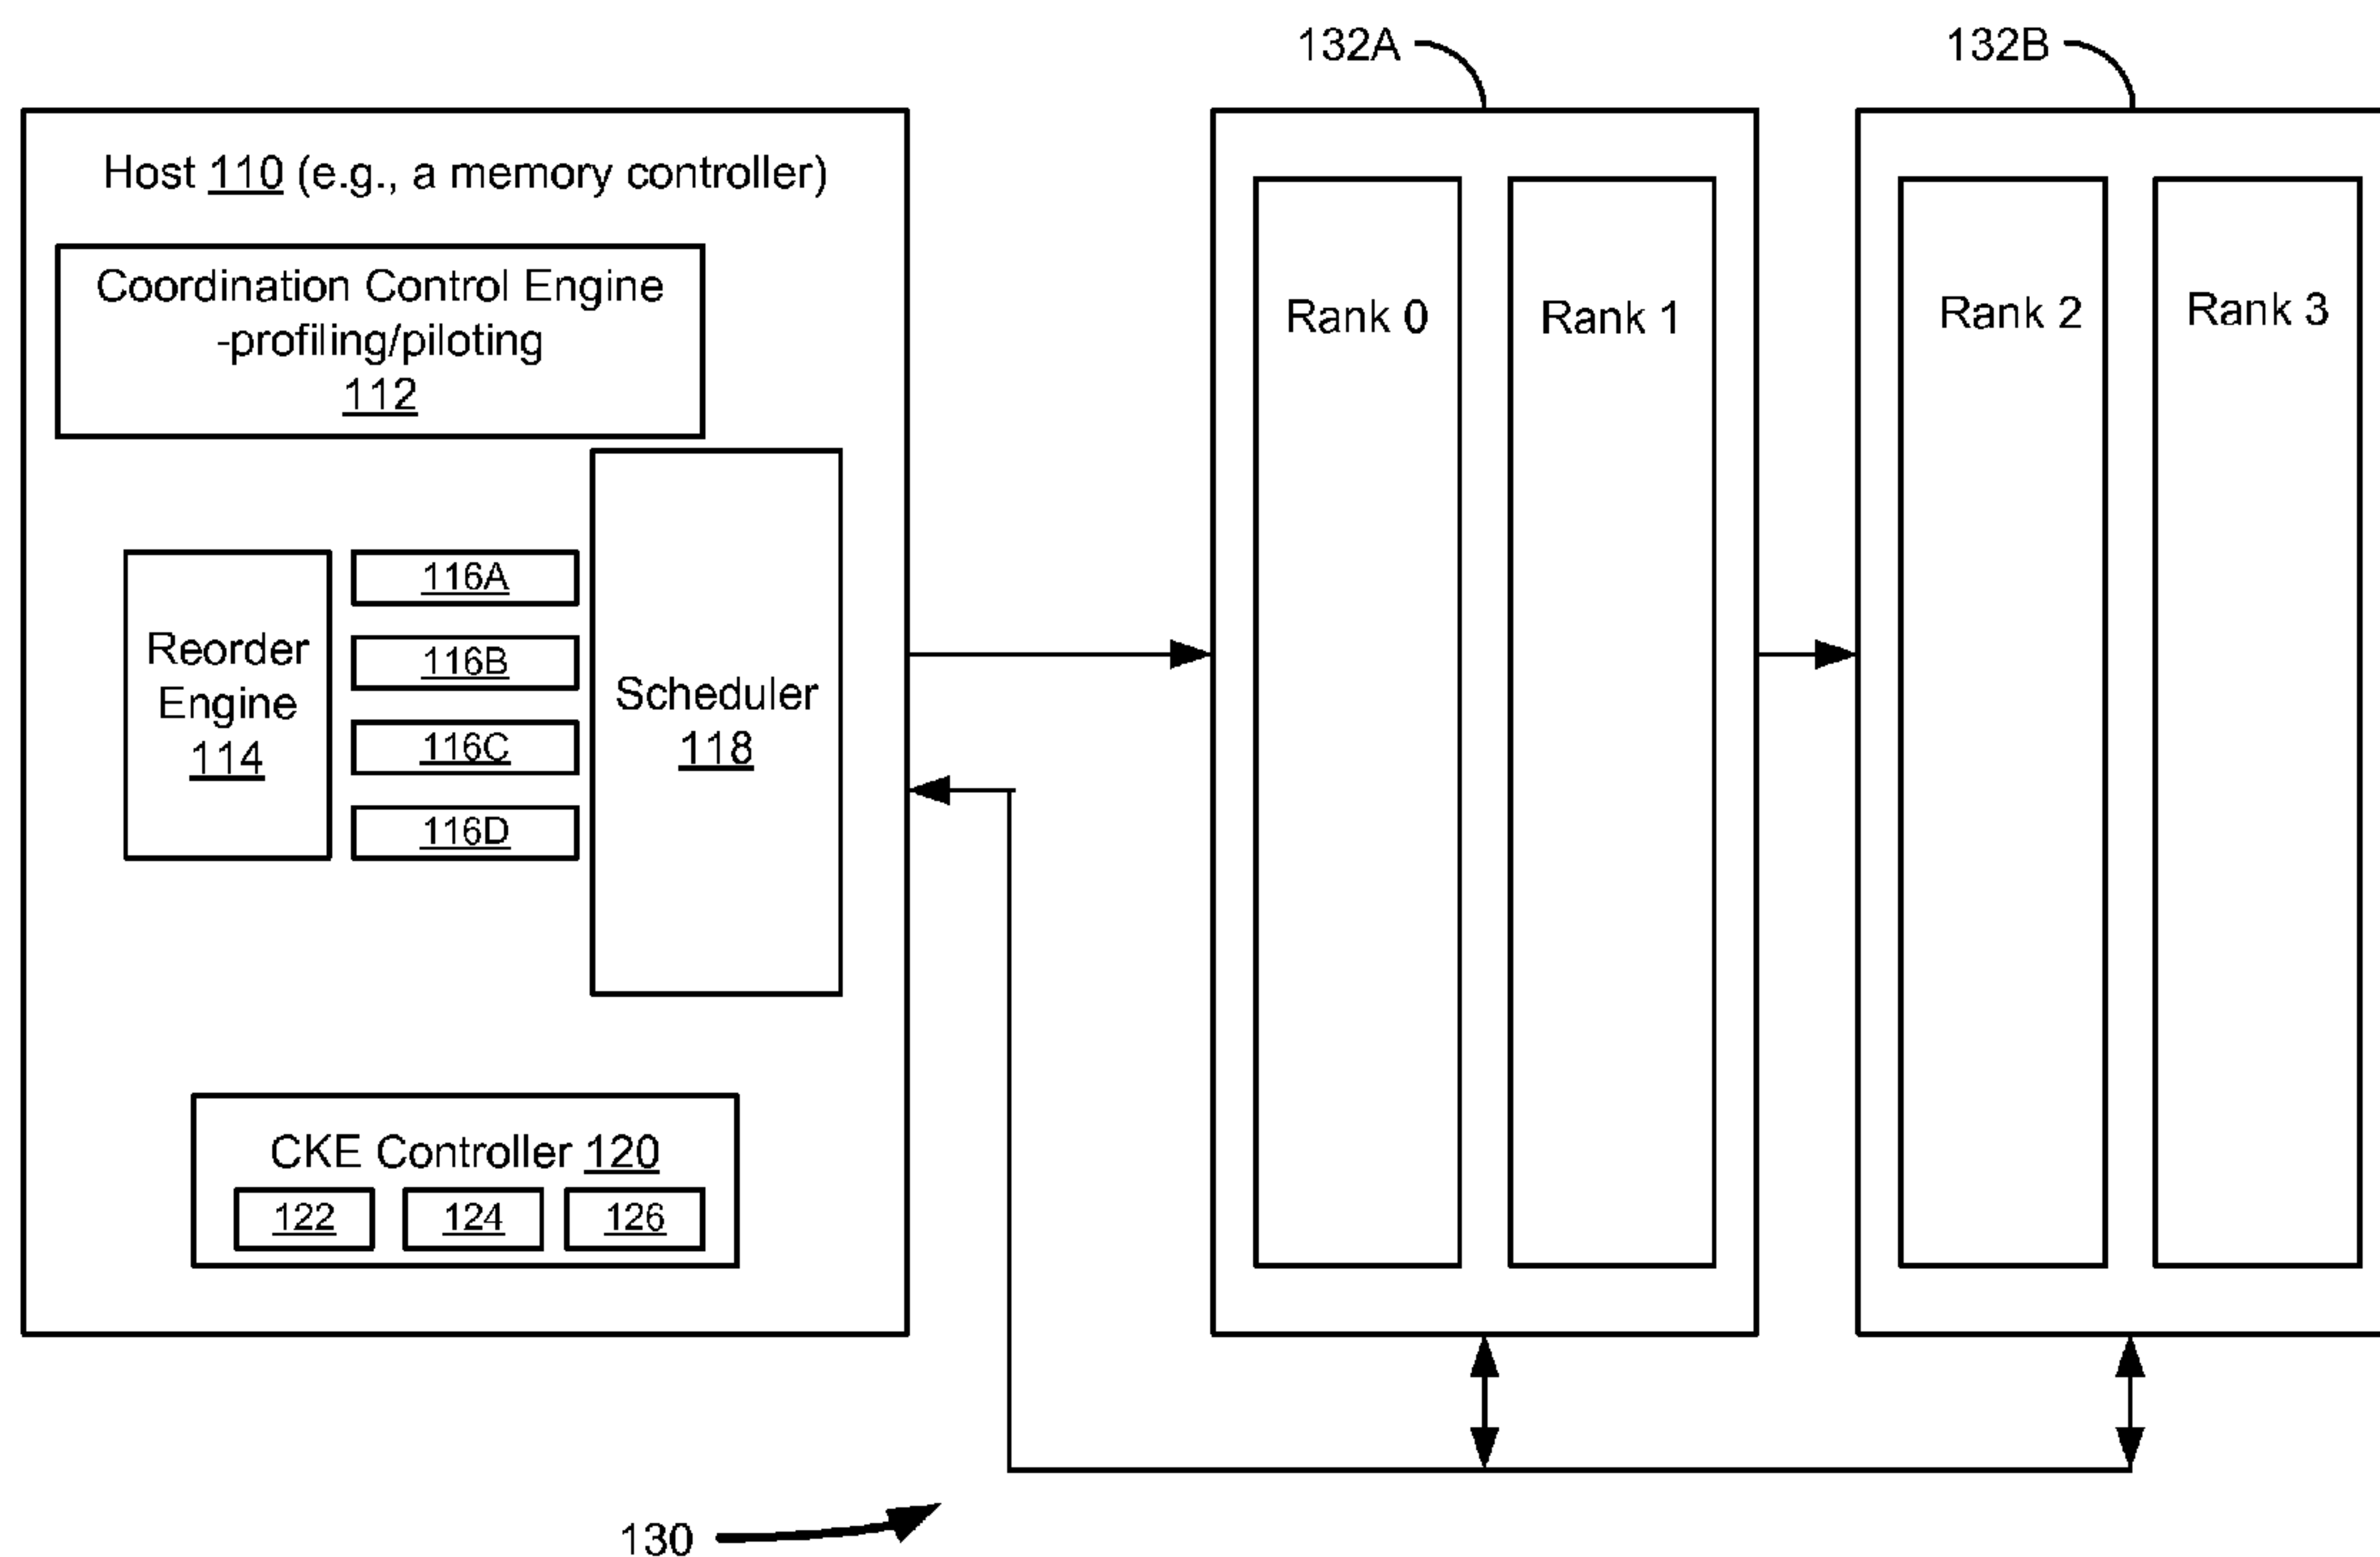 132A
132B
Host 110 (e.g., a memory controller)
Coordination Control Engine
-profiling/piloting
112
Rank 0
Rank 1
Rank 2
Rank 3
Reorder
Engine
114
116A
116B
116C
116D
Scheduler
118
CKE Controller 120
122
124
126
130